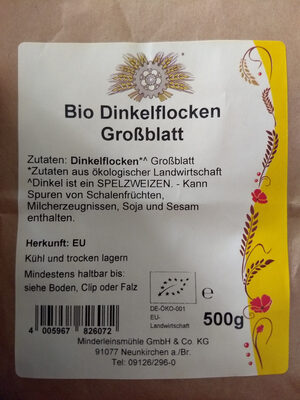 Bio Dinkelflocken
Großblatt
Zutaten: Dinkelflocken*^ Großblatt
*Zutaten aus ökologischer Landwirtschaft
^Dinkel ist ein SPELZWEIZEN. - Kann
Spuren von Schalenfrüchten,
Milcherzeugnissen, Soja und Sesam
enthalten.
Herkunft: EU
Kühl und trocken lagern
Mindestens haltbar bis:
siehe Boden, Clip oder Falz
DE-ÖKO-001
EU-
Landwirtschaft
℮
500g
4 005967 826072
Minderleinsmühle GmbH & Co. KG
91077 Neunkirchen a./Br.
Tel: 09126/296-0